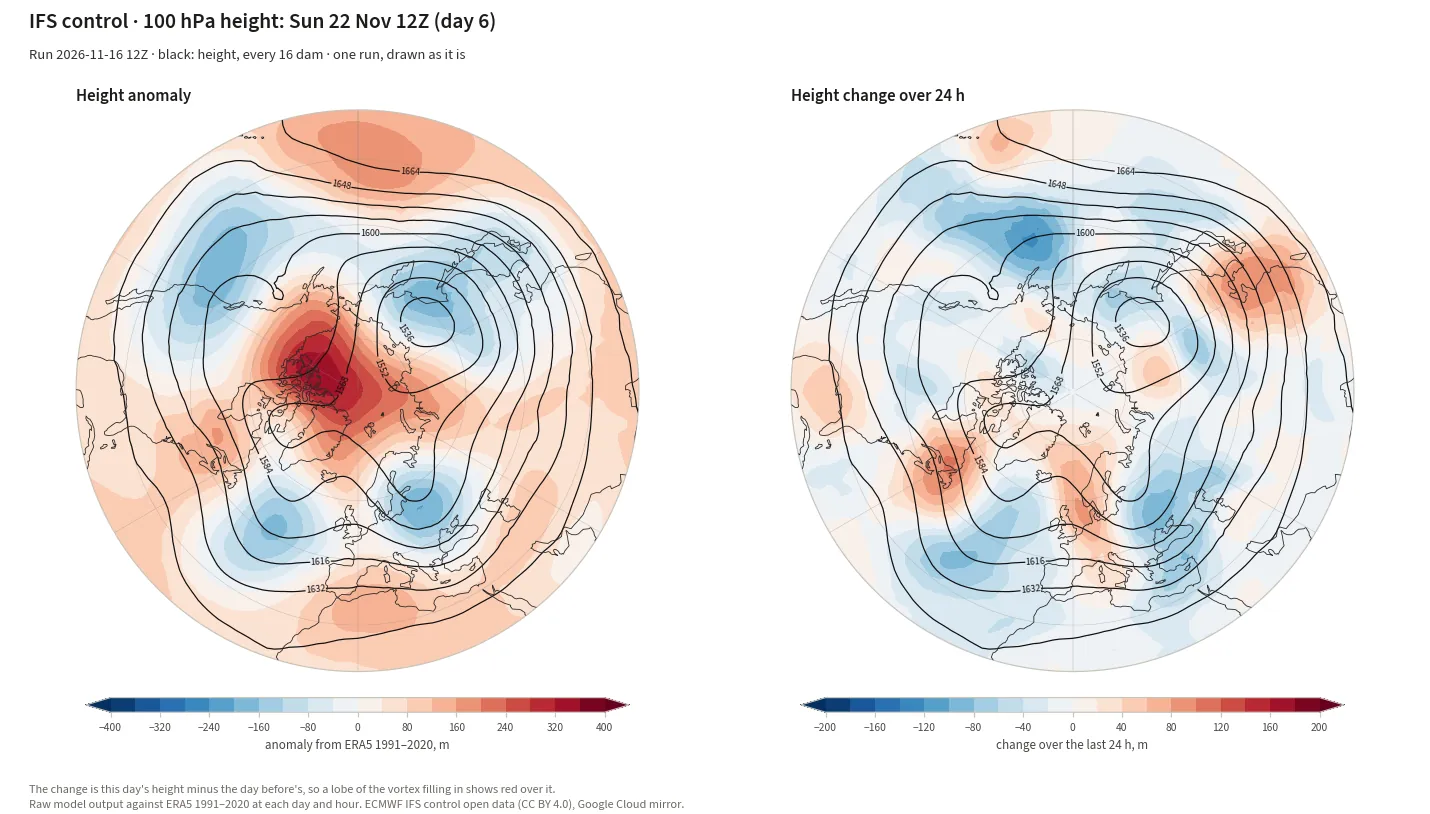 IFS control · 100 hPa height: Sun 22 Nov 12Z (day 6)
Run 2026-11-16 12Z · black: height, every 16 dam · one run, drawn as it is
Height anomaly
Height change over 24 h
1664
1648
1600
1536
1552
1568
1584
1616
1632
1664
1648
1600
1536
1552
1568
1584
1616
1632
−400 −320 −240 −160 −80 0 80 160 240 320 400
anomaly from ERA5 1991–2020, m
−200 −160 −120 −80 −40 0 40 80 120 160 200
change over the last 24 h, m
The change is this day's height minus the day before's, so a lobe of the vortex filling in shows red over it.
Raw model output against ERA5 1991–2020 at each day and hour. ECMWF IFS control open data (CC BY 4.0), Google Cloud mirror.